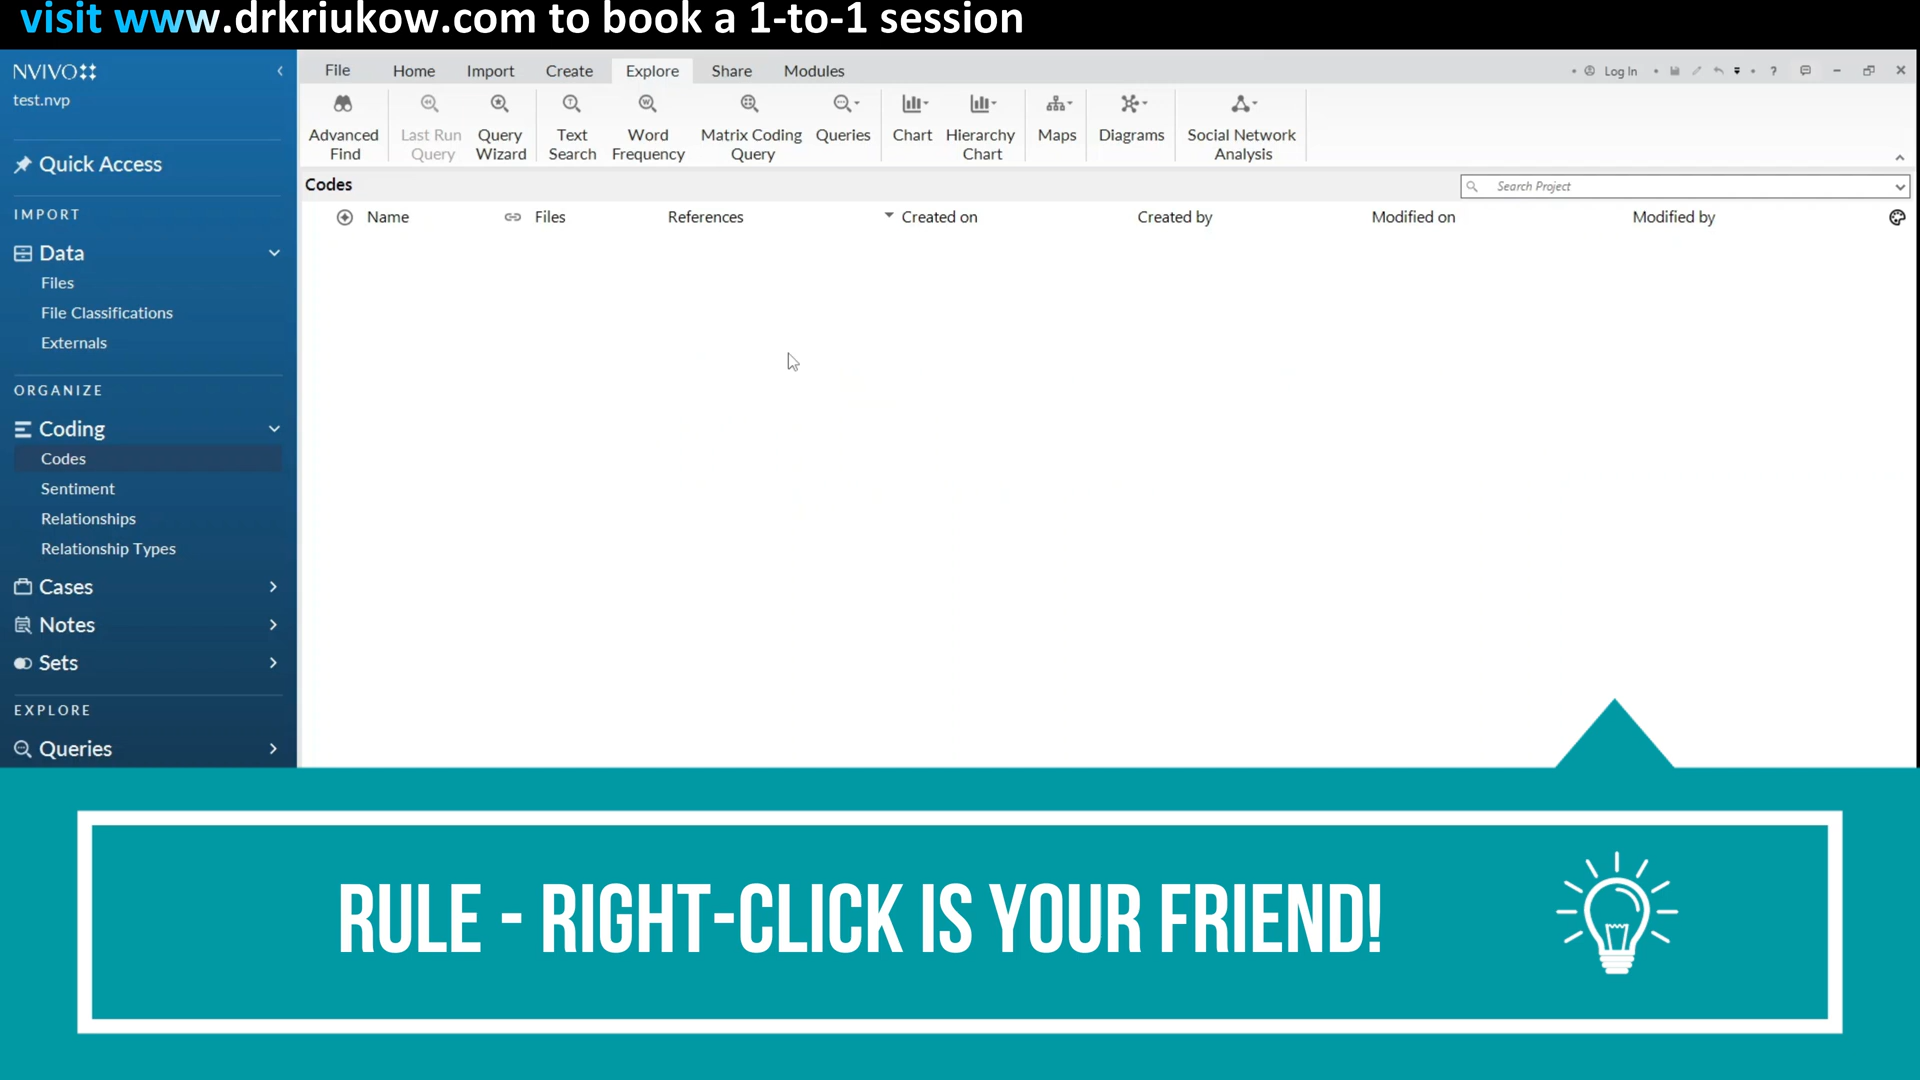 visit www.drkriukow.com to book a 1-to-1 session
NVIVO
test.nvp
Quick Access
IMPORT
Data
Files
File Classifications
Externals
ORGANIZE
Coding
Codes
Sentiment
Relationships
Relationship Types
Cases
Notes
Sets
EXPLORE
Queries
File Home Import Create Explore Share Modules
Log In ?
Advanced Find
Last Run Query
Query Wizard
Text Search
Word Frequency
Matrix Coding Query
Queries
Chart
Hierarchy Chart
Maps
Diagrams
Social Network Analysis
Codes
Search Project
Name Files References Created on Created by Modified on Modified by
RULE - RIGHT-CLICK IS YOUR FRIEND!